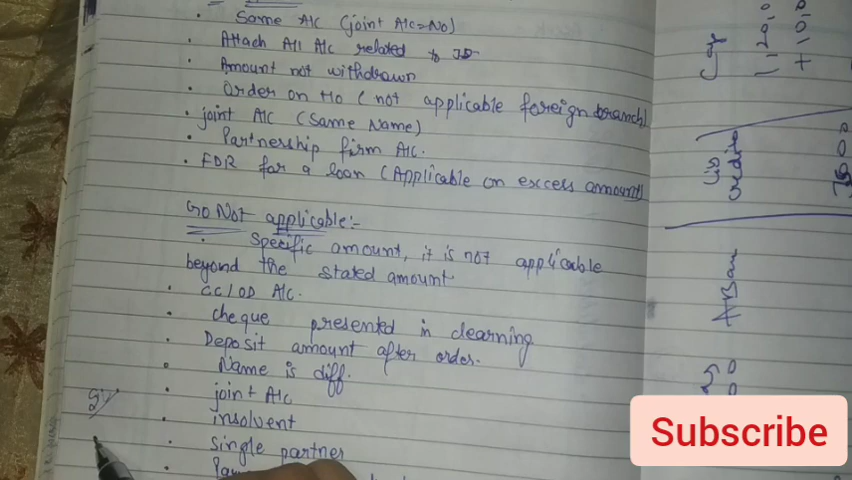 • Same A/C (joint A/C=No)
• Attach All A/C related to JD
• Amount not withdrawn
• Order on HO (not applicable foreign branch)
• joint A/C (Same Name)
• Partnership firm A/C.
• FDR for a loan (Applicable on excess amount)
GO Not applicable:-
• Specific amount, it is not applicable
beyond the stated amount
• CC/OD A/C.
• cheque presented in clearning
• Deposit amount after order.
• Name is diff.
• joint A/C
• insolvent
• Single partner
Subscribe